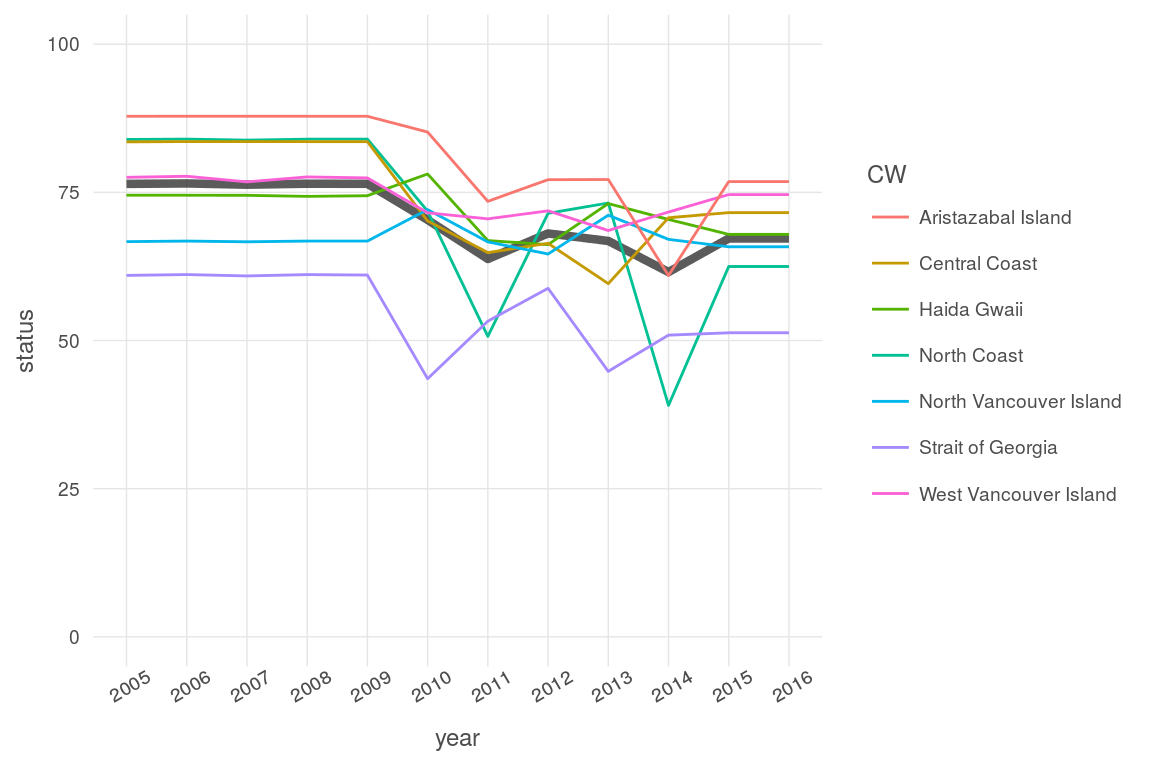 100
75
50
25
0
status
2005
2006
2007
2008
2009
2010
2011
2012
2013
2014
2015
2016
year
CW
Aristazabal Island
Central Coast
Haida Gwaii
North Coast
North Vancouver Island
Strait of Georgia
West Vancouver Island